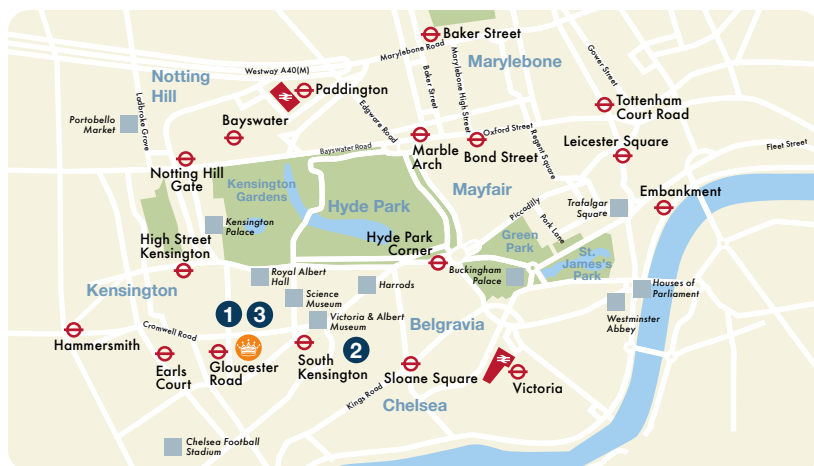 Baker Street
Marylebone Road
Marylebone
Notting
Hill
Westway A40(M)
Paddington
Baker Street
Marylebone High Street
Gower Street
Portobello
Market
Ladbroke Grove
Bayswater
Edgware Road
Tottenham
Court Road
Oxford Street
Regent Square
Leicester Square
Fleet Street
Bayswater Road
Marble
Arch
Bond Street
Notting Hill
Gate
Kensington
Gardens
Mayfair
Embankment
Hyde Park
Piccadilly
Park Lane
Trafalgar
Square
Kensington
Palace
High Street
Kensington
Hyde Park
Corner
Green
Park
St.
James's
Park
Buckingham
Palace
Royal Albert
Hall
Harrods
Science
Museum
Houses of
Parliament
Kensington
1
3
Victoria & Albert
Museum
Belgravia
Westminster
Abbey
Hammersmith
Cromwell Road
Earls
Court
Gloucester
Road
South
Kensington
2
Sloane Square
Victoria
Kings Road
Chelsea
Chelsea Football
Stadium